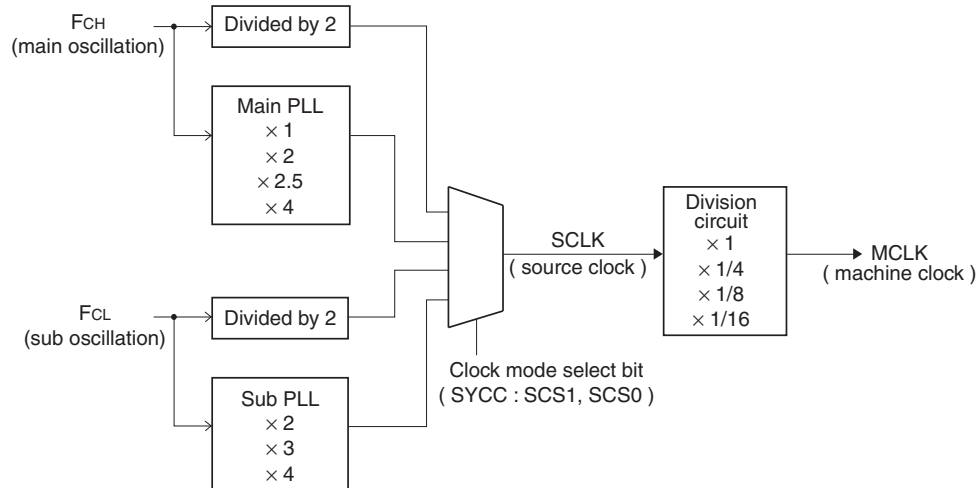 FCH
(main oscillation)
Divided by 2
Main PLL
× 1
× 2
× 2.5
× 4
FCL
(sub oscillation)
Divided by 2
Sub PLL
× 2
× 3
× 4
SCLK
( source clock )
Clock mode select bit
( SYCC : SCS1, SCS0 )
Division
circuit
× 1
× 1/4
× 1/8
× 1/16
MCLK
( machine clock )